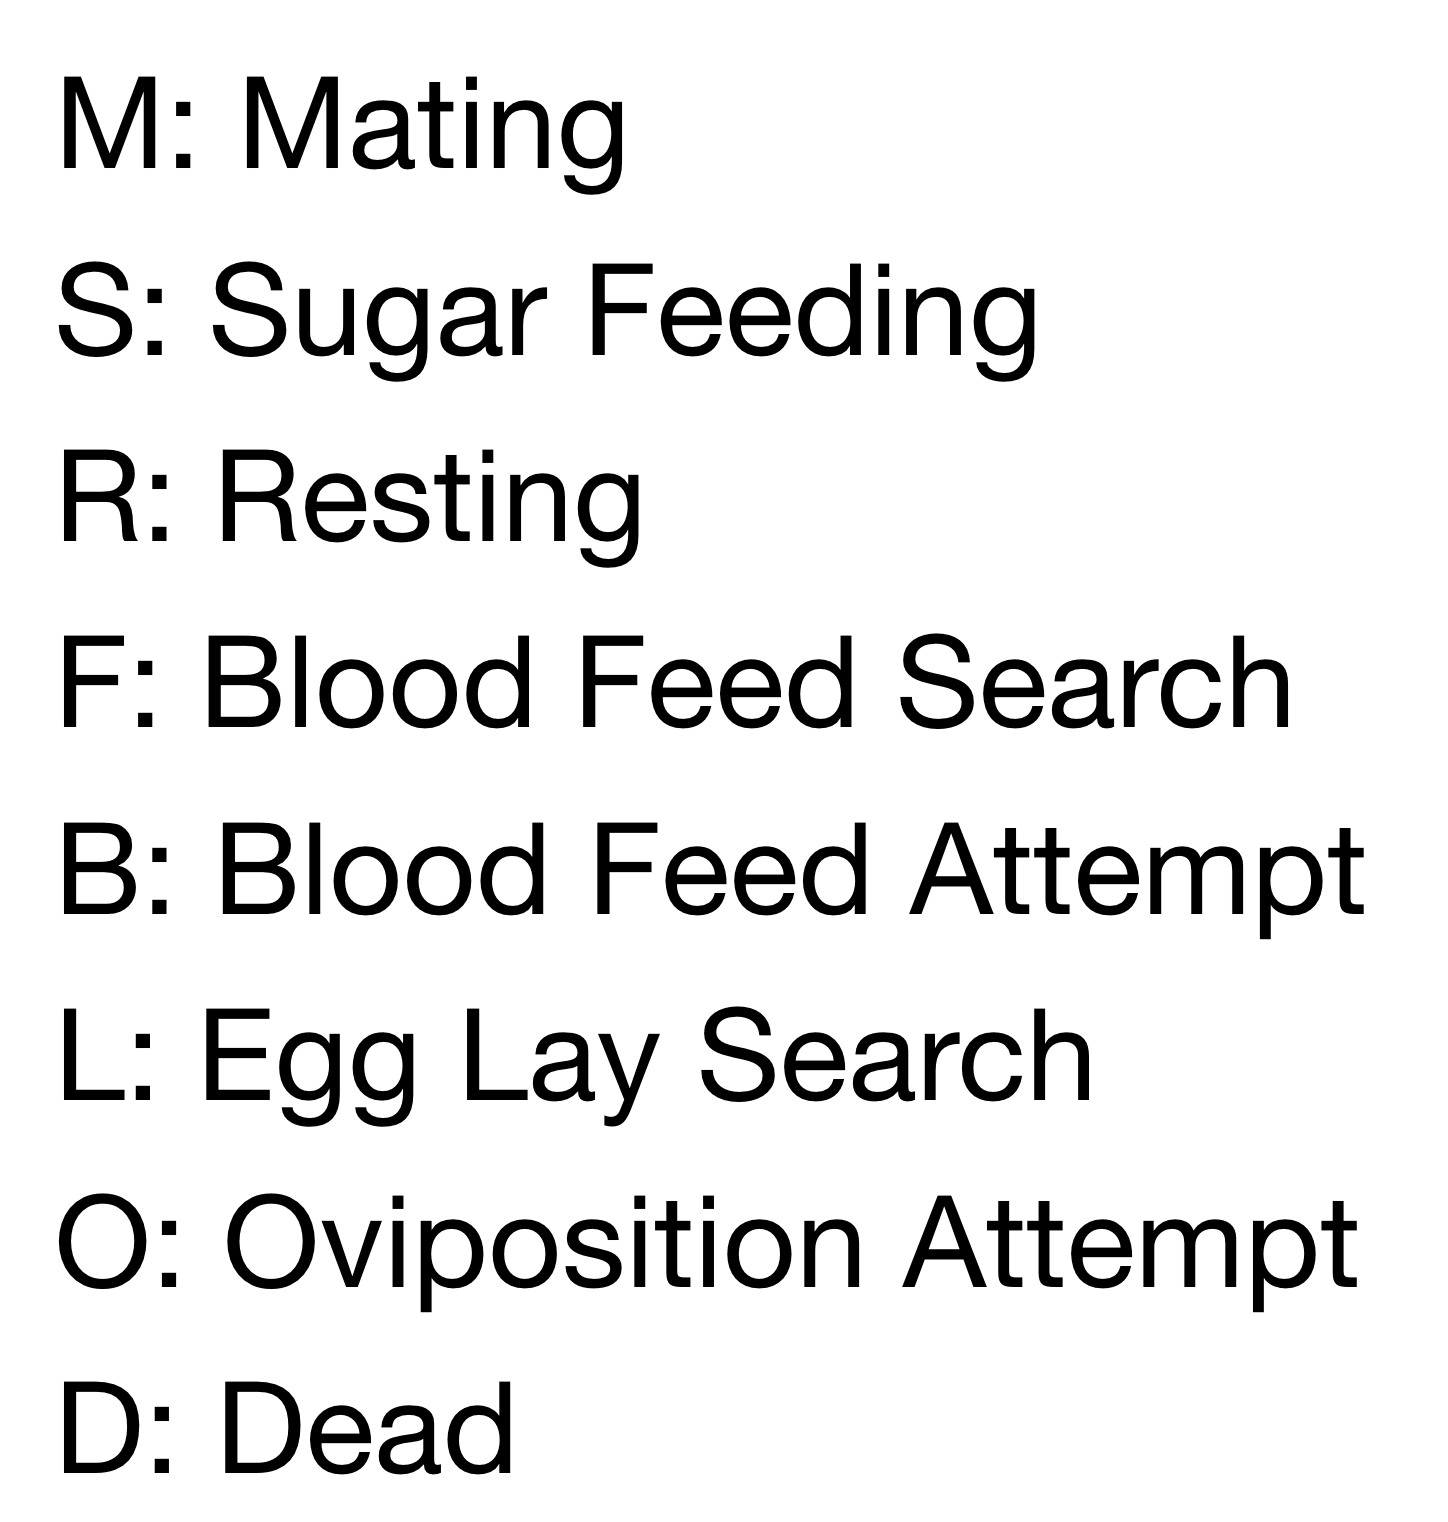 M: Mating
S: Sugar Feeding
R: Resting
F: Blood Feed Search
B: Blood Feed Attempt
L: Egg Lay Search
O: Oviposition Attempt
D: Dead